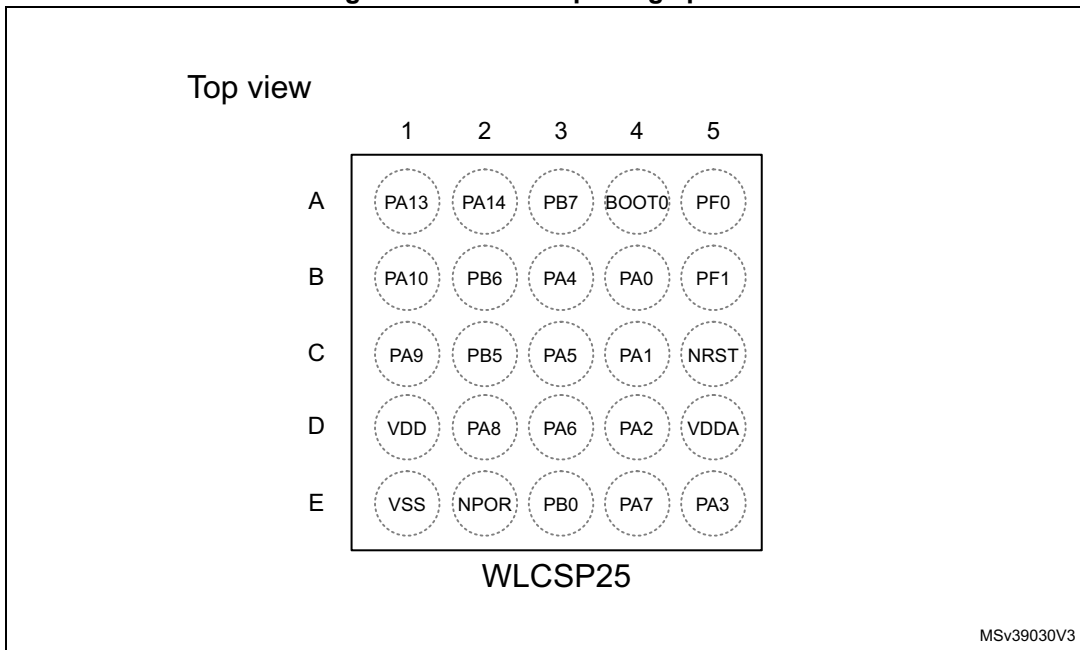 Top view
1 2 3 4 5
A PA13 PA14 PB7 BOOT0 PF0
B PA10 PB6 PA4 PA0 PF1
C PA9 PB5 PA5 PA1 NRST
D VDD PA8 PA6 PA2 VDDA
E VSS NPOR PB0 PA7 PA3
WLCSP25
MSv39030V3